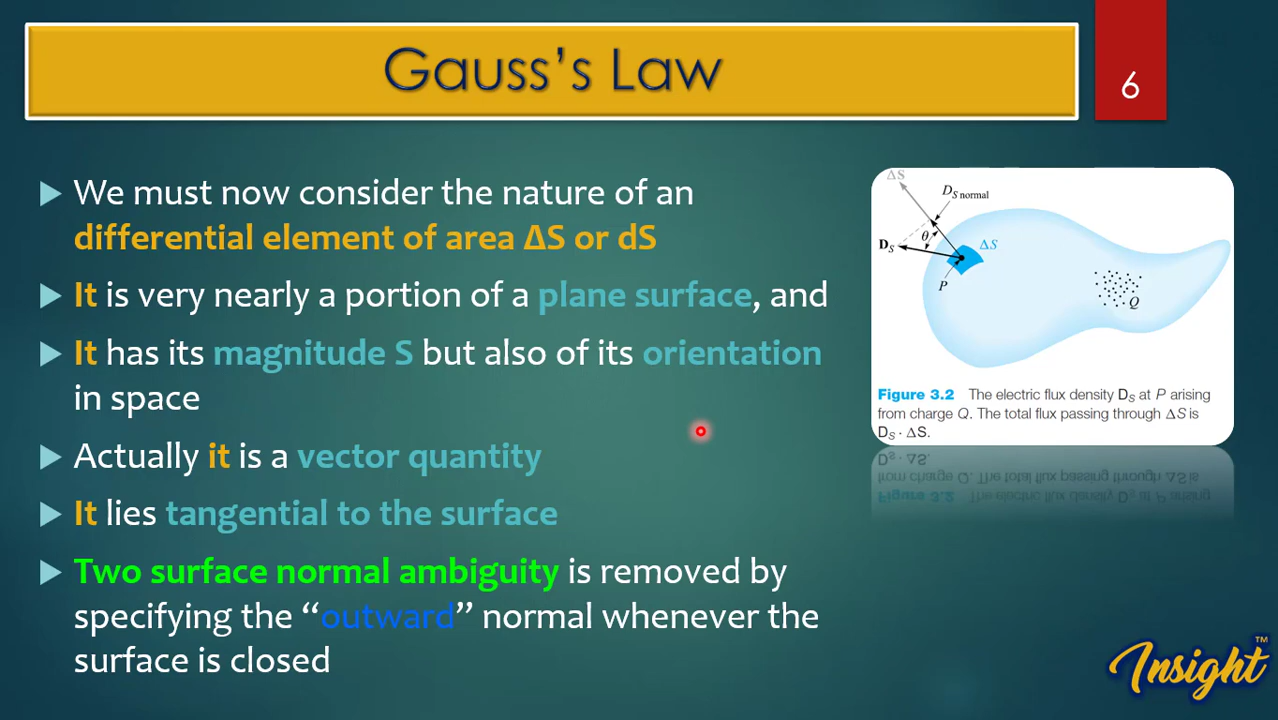 Gauss's Law
6
We must now consider the nature of an
differential element of area ΔS or dS
It is very nearly a portion of a plane surface, and
It has its magnitude S but also of its orientation
in space
Actually it is a vector quantity
It lies tangential to the surface
Two surface normal ambiguity is removed by
specifying the “outward” normal whenever the
surface is closed
ΔS
D_S normal
D_S
θ
ΔS
P
Q
Figure 3.2 The electric flux density D_S at P arising
from charge Q. The total flux passing through ΔS is
D_S · ΔS.
Insight™